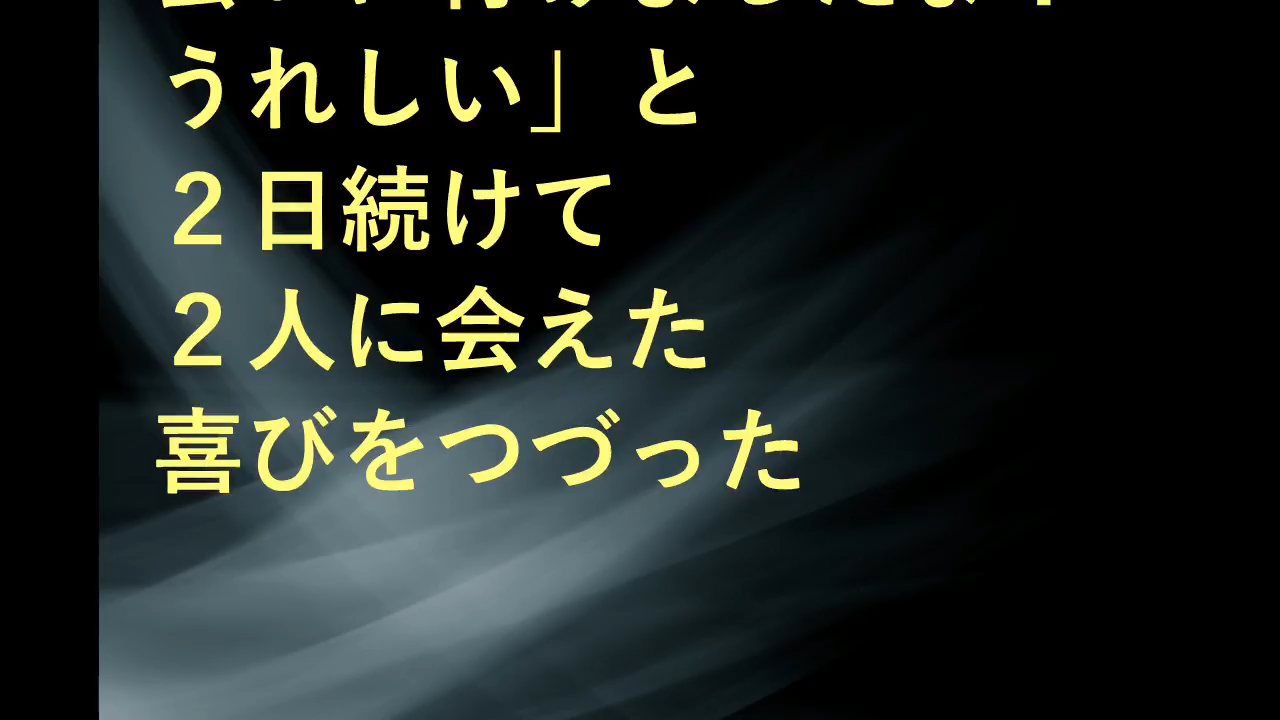 うれしい」と
２日続けて
２人に会えた
喜びをつづった